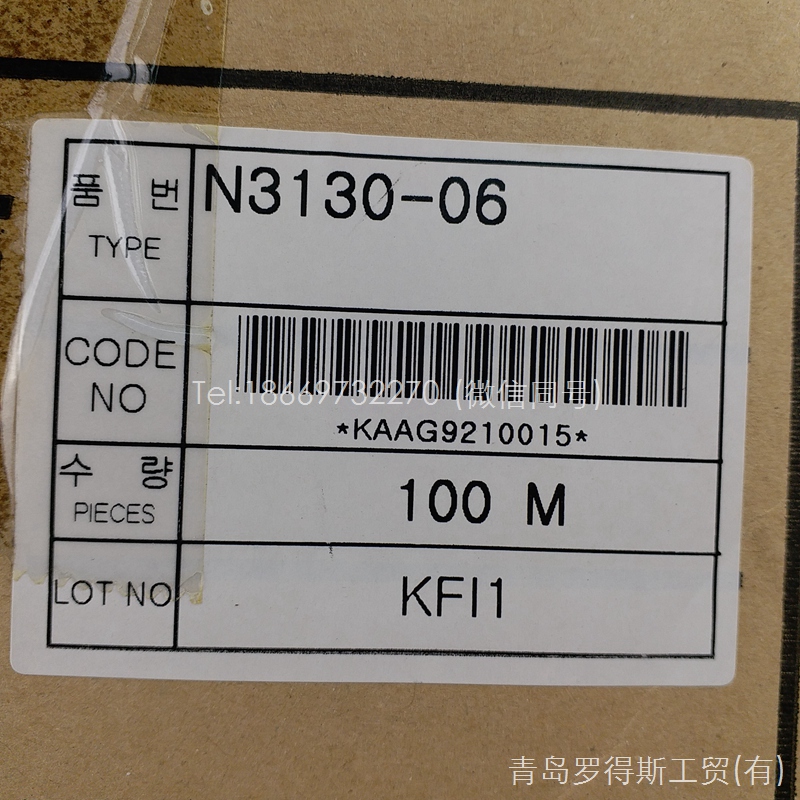 품 번
TYPE
N3130-06
CODE
NO
*KAAG9210015*
Tel:18669732270 (微信同号)
수 량
PIECES
100 M
LOT NO
KFI1
青岛罗得斯工贸(有)